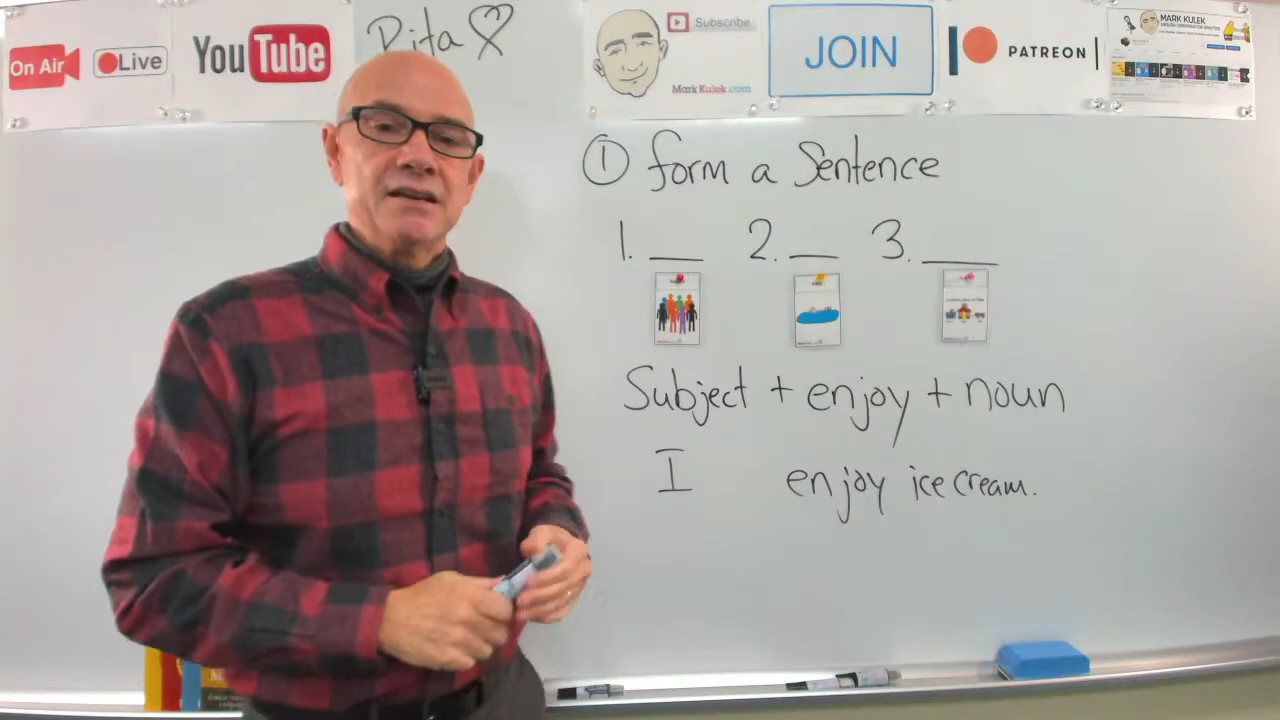 On Air
Live
YouTube
Rita
Subscribe
MarkKulek.com
JOIN
PATREON
MARK KULEK
① form a Sentence
1. __ 2. __ 3. __
Subject + enjoy + noun
I enjoy ice cream.